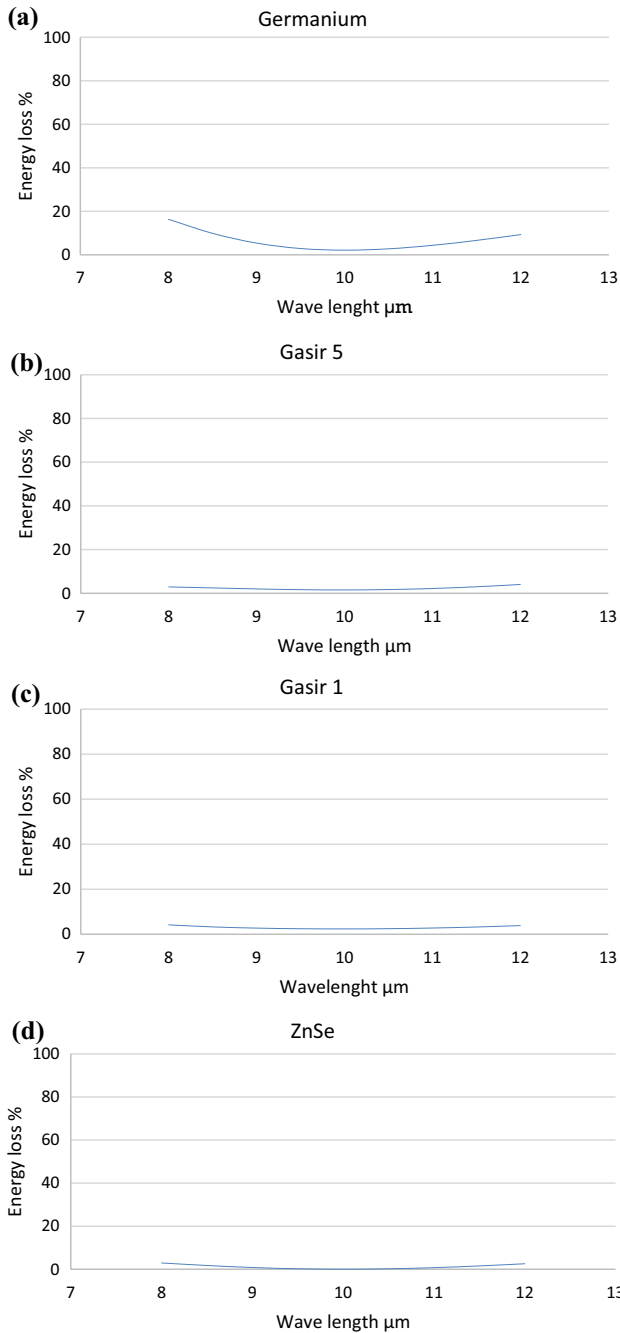 (a)
Germanium
Energy loss %
100
80
60
40
20
0
7 8 9 10 11 12 13
Wave lenght µm
(b)
Gasir 5
Energy loss %
100
80
60
40
20
0
7 8 9 10 11 12 13
Wave length µm
(c)
Gasir 1
Energy loss %
100
80
60
40
20
0
7 8 9 10 11 12 13
Wavelenght µm
(d)
ZnSe
Energy loss %
100
80
60
40
20
0
7 8 9 10 11 12 13
Wave length µm